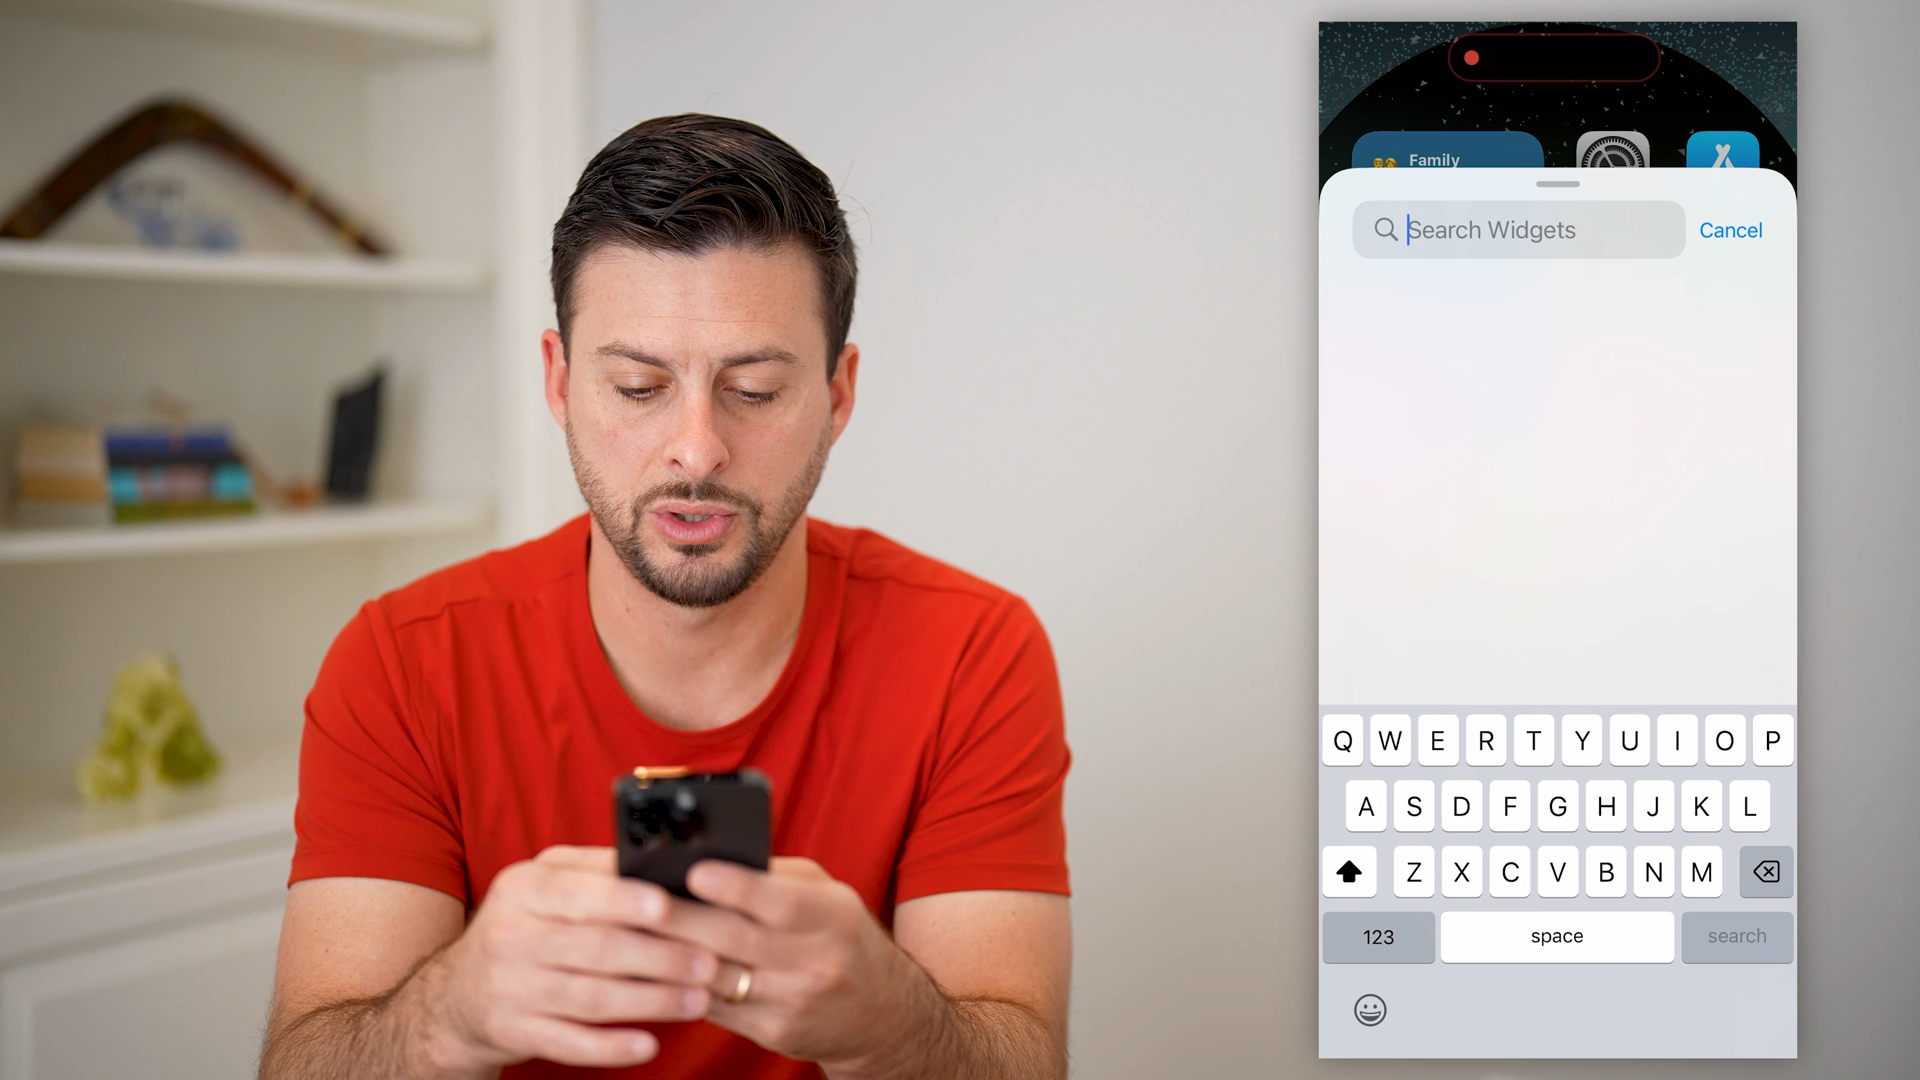 Family
Search Widgets Cancel
Q W E R T Y U I O P
A S D F G H J K L
Z X C V B N M
123 space search